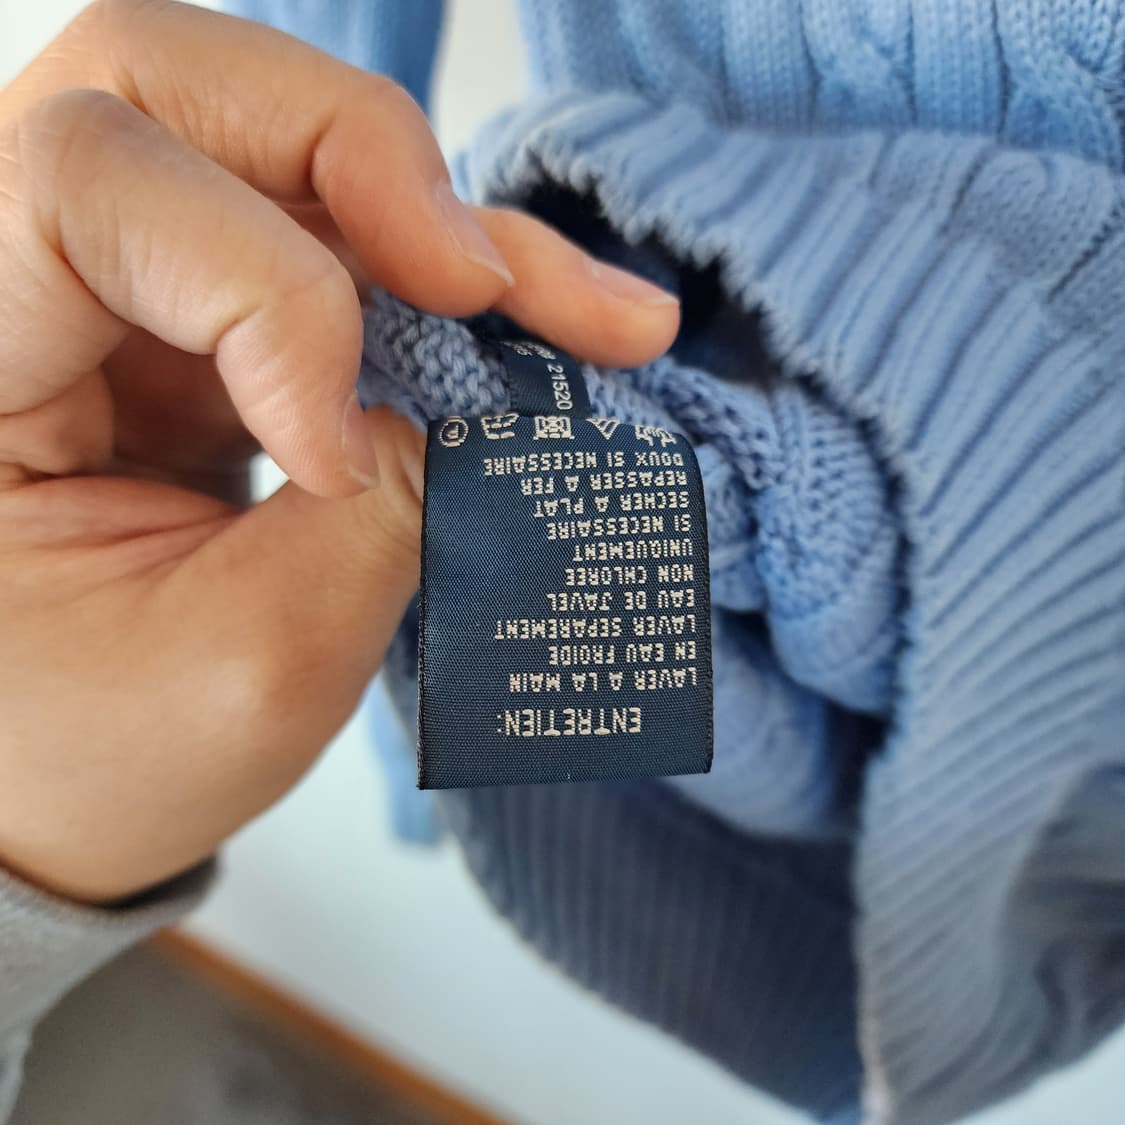 ENTRETIEN:
LAVER A LA MAIN
EN EAU FROIDE
LAVER SEPAREMENT
EAU DE JAVEL
NON CHLOREE
UNIQUEMENT
SI NECESSAIRE
SECHER A PLAT
REPASSER A FER
DOUX SI NECESSAIRE
P
21520